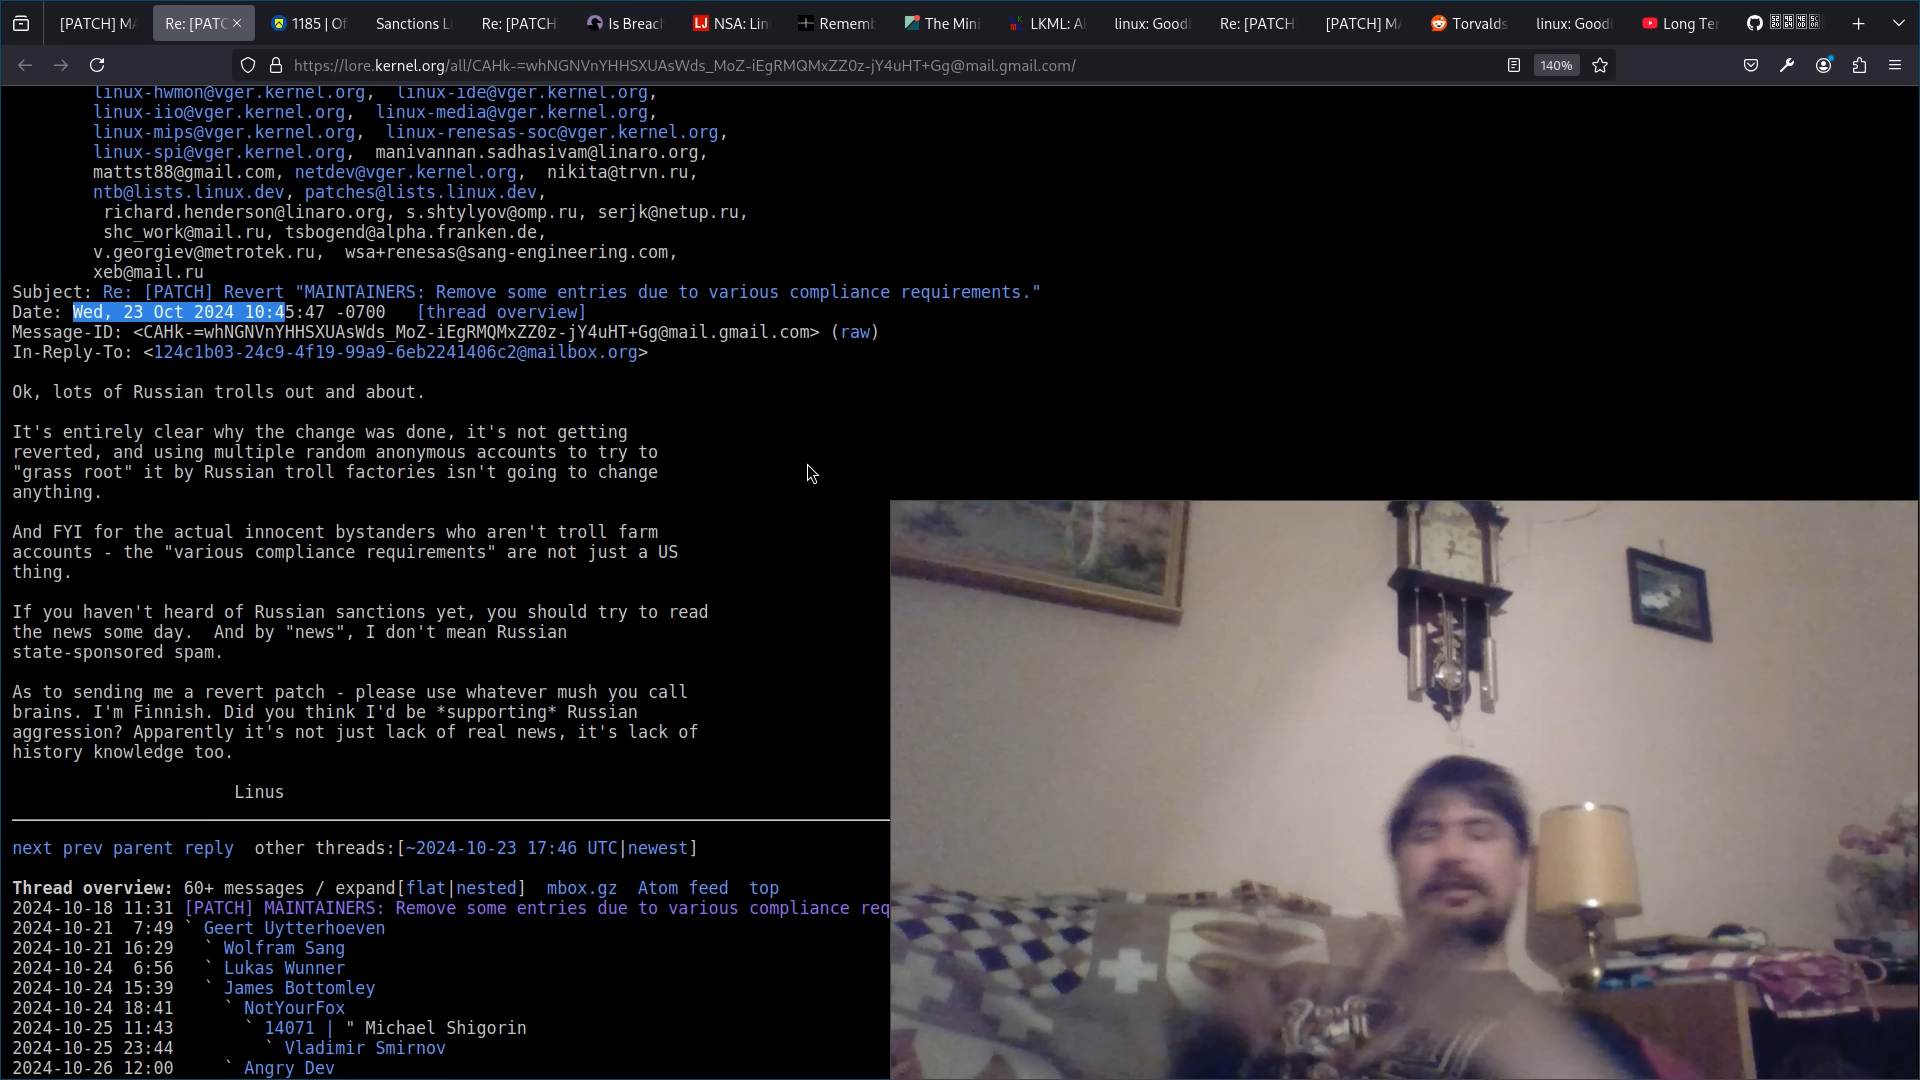 [PATCH] MA
Re: [PATC
1185 | Of
Sanctions L
Re: [PATCH
Is Breac
NSA: Lin
Rememb
The Mini
LKML: Al
linux: Good
Re: [PATCH
[PATCH] MA
Torvalds
linux: Good
Long Ter
https://lore.kernel.org/all/CAHk-=whNGNVnYHHSXUAsWds_MoZ-iEgRMQMxZZ0z-jY4uHT+Gg@mail.gmail.com/
140%
linux-hwmon@vger.kernel.org, linux-ide@vger.kernel.org,
linux-iio@vger.kernel.org, linux-media@vger.kernel.org,
linux-mips@vger.kernel.org, linux-renesas-soc@vger.kernel.org,
linux-spi@vger.kernel.org, manivannan.sadhasivam@linaro.org,
mattst88@gmail.com, netdev@vger.kernel.org, nikita@trvn.ru,
ntb@lists.linux.dev, patches@lists.linux.dev,
richard.henderson@linaro.org, s.shtylyov@omp.ru, serjk@netup.ru,
shc_work@mail.ru, tsbogend@alpha.franken.de,
v.georgiev@metrotek.ru, wsa+renesas@sang-engineering.com,
xeb@mail.ru
Subject: Re: [PATCH] Revert "MAINTAINERS: Remove some entries due to various compliance requirements."
Date: Wed, 23 Oct 2024 10:45:47 -0700 [thread overview]
Message-ID: <CAHk-=whNGNVnYHHSXUAsWds_MoZ-iEgRMQMxZZ0z-jY4uHT+Gg@mail.gmail.com> (raw)
In-Reply-To: <124c1b03-24c9-4f19-99a9-6eb2241406c2@mailbox.org>
Ok, lots of Russian trolls out and about.
It's entirely clear why the change was done, it's not getting
reverted, and using multiple random anonymous accounts to try to
"grass root" it by Russian troll factories isn't going to change
anything.
And FYI for the actual innocent bystanders who aren't troll farm
accounts - the "various compliance requirements" are not just a US
thing.
If you haven't heard of Russian sanctions yet, you should try to read
the news some day. And by "news", I don't mean Russian
state-sponsored spam.
As to sending me a revert patch - please use whatever mush you call
brains. I'm Finnish. Did you think I'd be *supporting* Russian
aggression? Apparently it's not just lack of real news, it's lack of
history knowledge too.
Linus
next prev parent reply other threads:[~2024-10-23 17:46 UTC|newest]
Thread overview: 60+ messages / expand[flat|nested] mbox.gz Atom feed top
2024-10-18 11:31 [PATCH] MAINTAINERS: Remove some entries due to various compliance req
2024-10-21 7:49 ` Geert Uytterhoeven
2024-10-21 16:29 ` Wolfram Sang
2024-10-24 6:56 ` Lukas Wunner
2024-10-24 15:39 ` James Bottomley
2024-10-24 18:41 ` NotYourFox
2024-10-25 11:43 ` 14071 | " Michael Shigorin
2024-10-25 23:44 ` Vladimir Smirnov
2024-10-26 12:00 ` Angry Dev